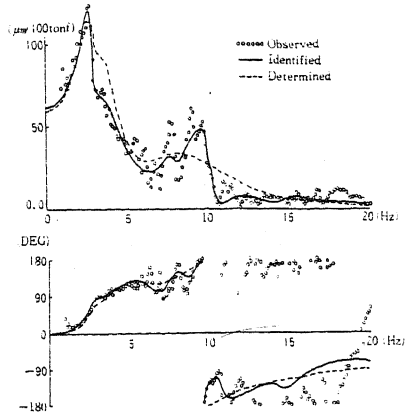 (μm/100tonf)
100
50
0.0
Observed
Identified
Determined
0 5 10 15 20 (Hz)
DEG)
180
90
0
-90
-180
5 10 15 20 (Hz)